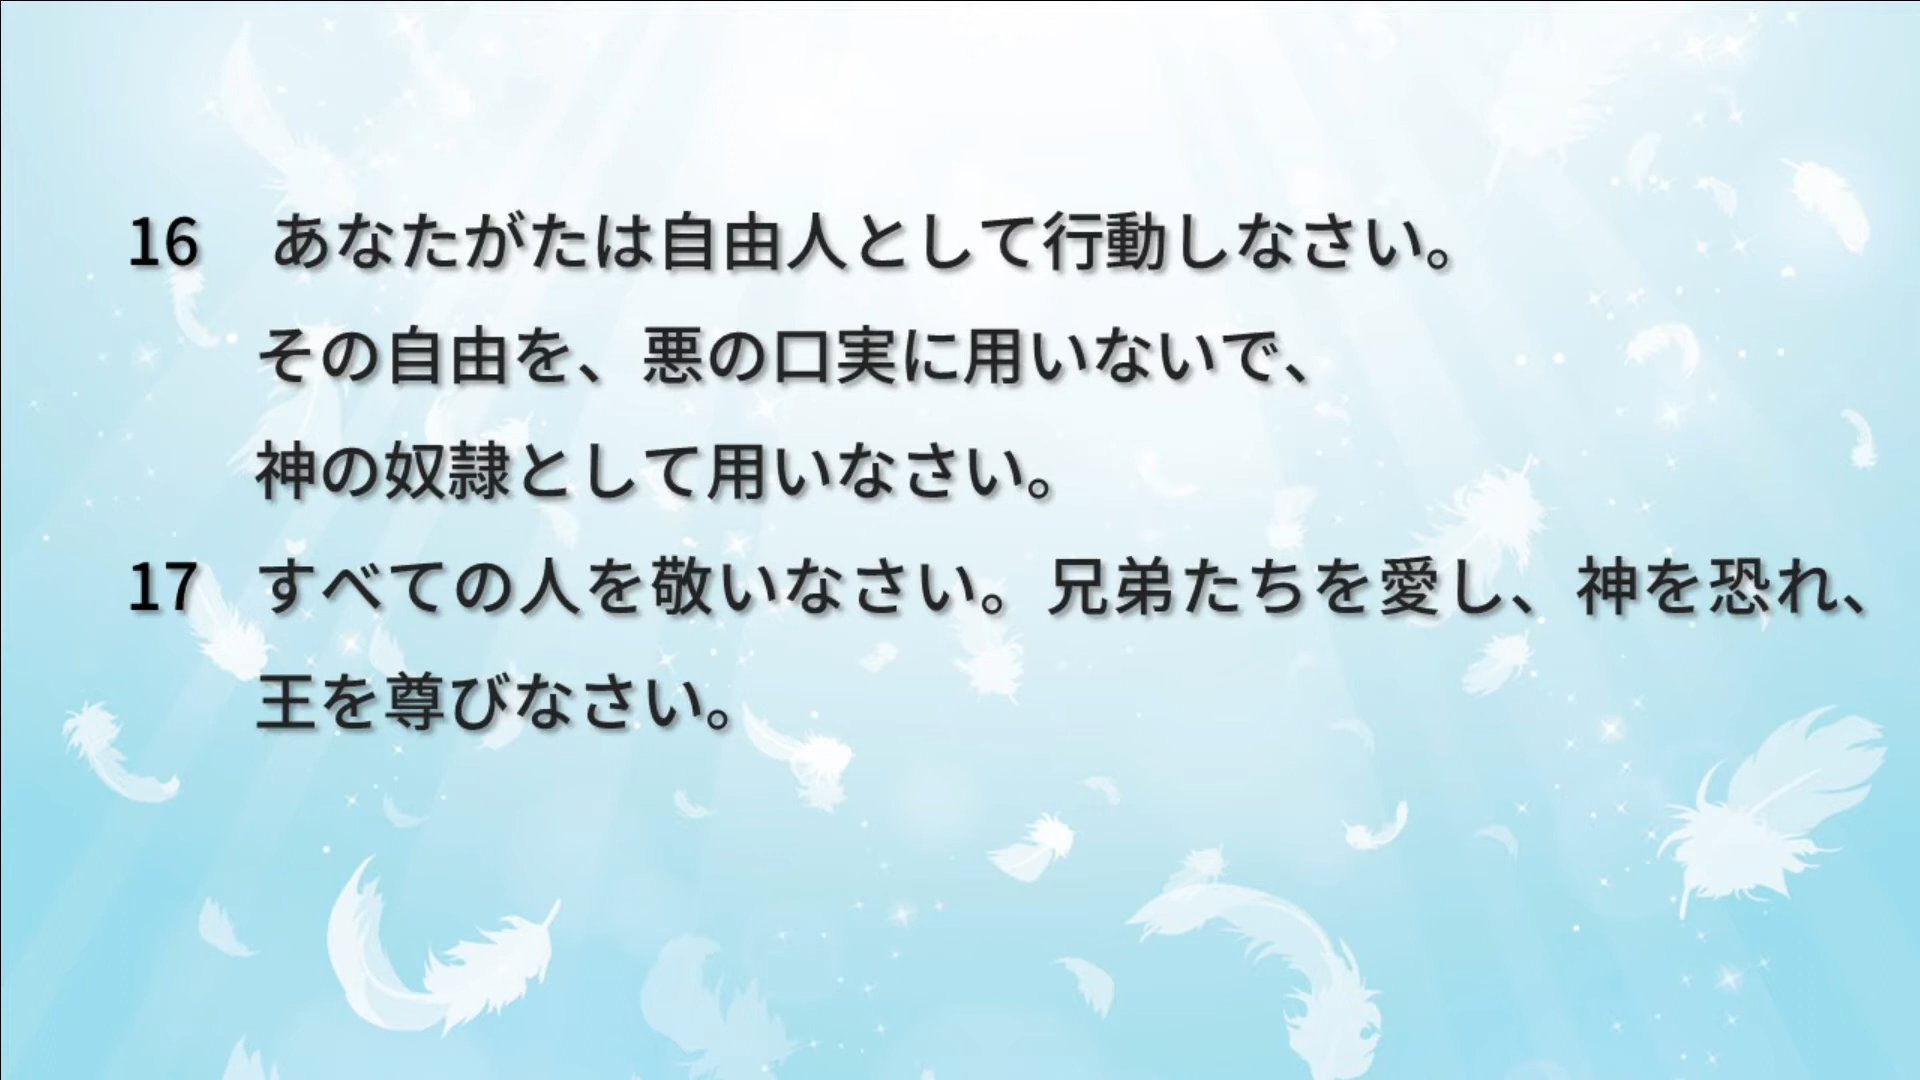 16 あなたがたは自由人として行動しなさい。
その自由を、悪の口実に用いないで、
神の奴隷として用いなさい。
17 すべての人を敬いなさい。兄弟たちを愛し、神を恐れ、
王を尊びなさい。